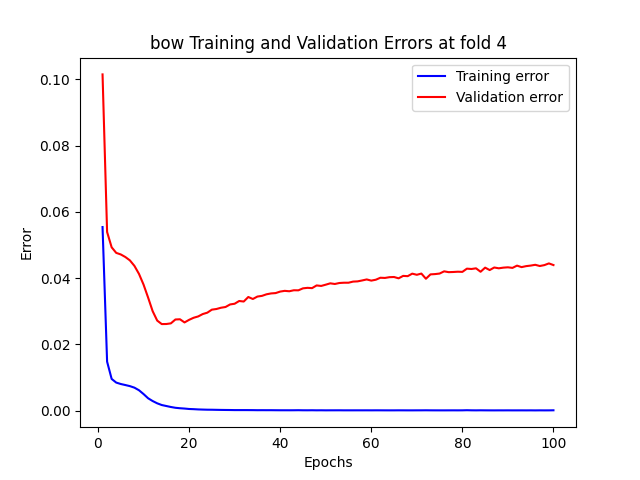 bow Training and Validation Errors at fold 4
Training error
Validation error
Error
0.10
0.08
0.06
0.04
0.02
0.00
0 20 40 60 80 100
Epochs